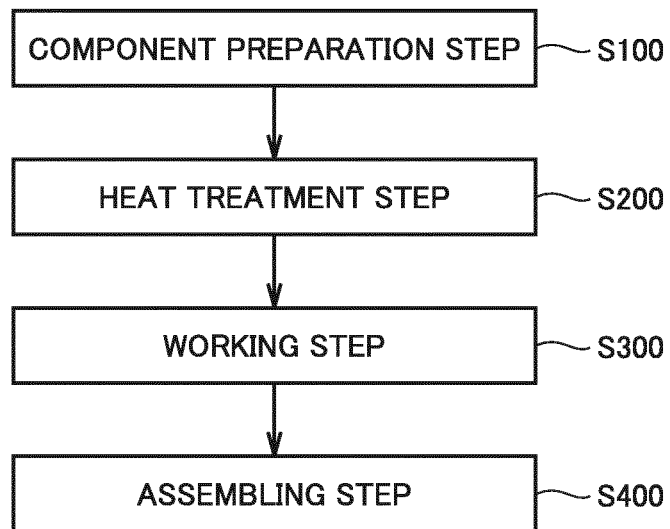 COMPONENT PREPARATION STEP S100
HEAT TREATMENT STEP S200
WORKING STEP S300
ASSEMBLING STEP S400